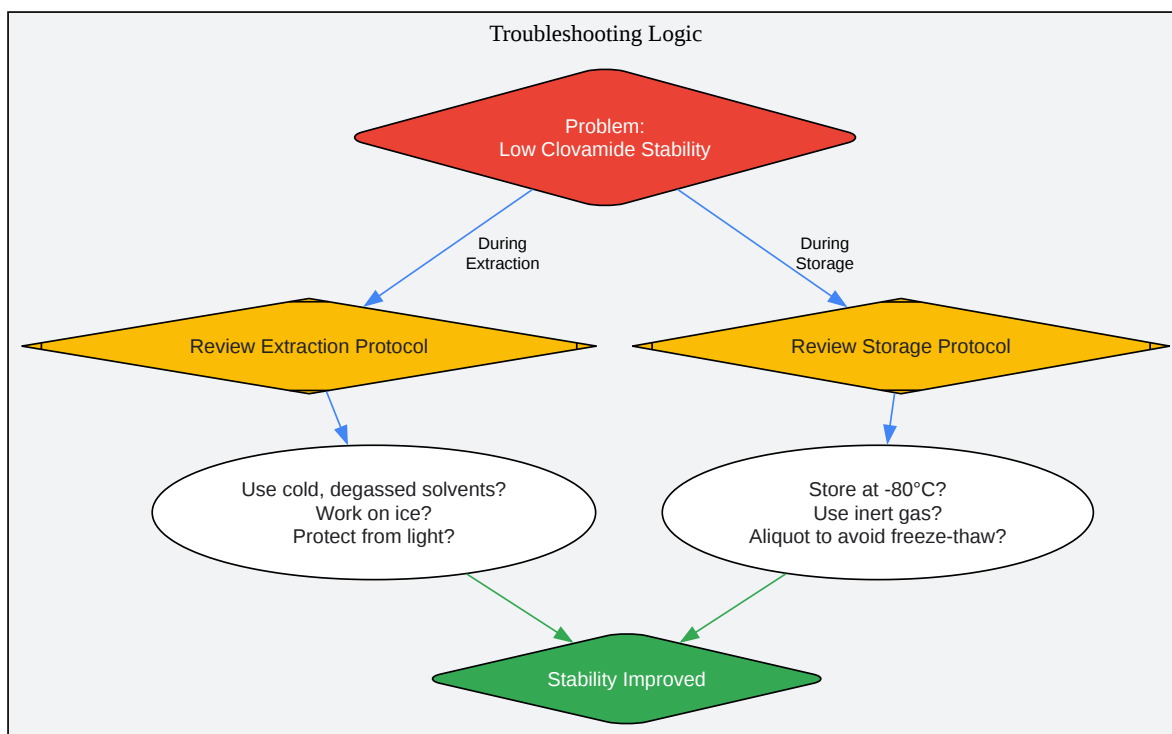 Troubleshooting Logic
Problem:
Low Clovamide Stability
During
Extraction
During
Storage
Review Extraction Protocol
Review Storage Protocol
Use cold, degassed solvents?
Work on ice?
Protect from light?
Store at -80°C?
Use inert gas?
Aliquot to avoid freeze-thaw?
Stability Improved